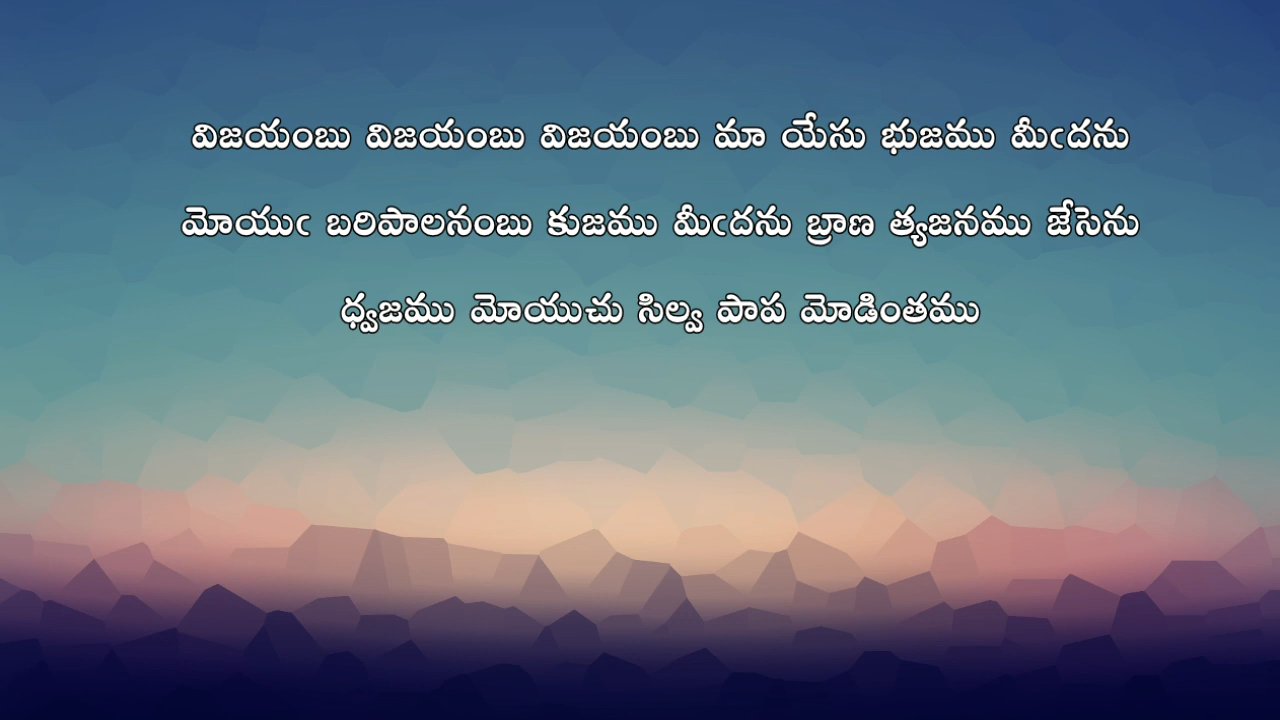 విజయంబు విజయంబు విజయంబు మా యేసు భుజము మీఁదను
మోయుఁ బరిపాలనంబు కుజము మీఁదను బ్రాణ త్యజనము జేసెను
ధ్వజము మోయుచు సిల్వ పాప మోడింతము